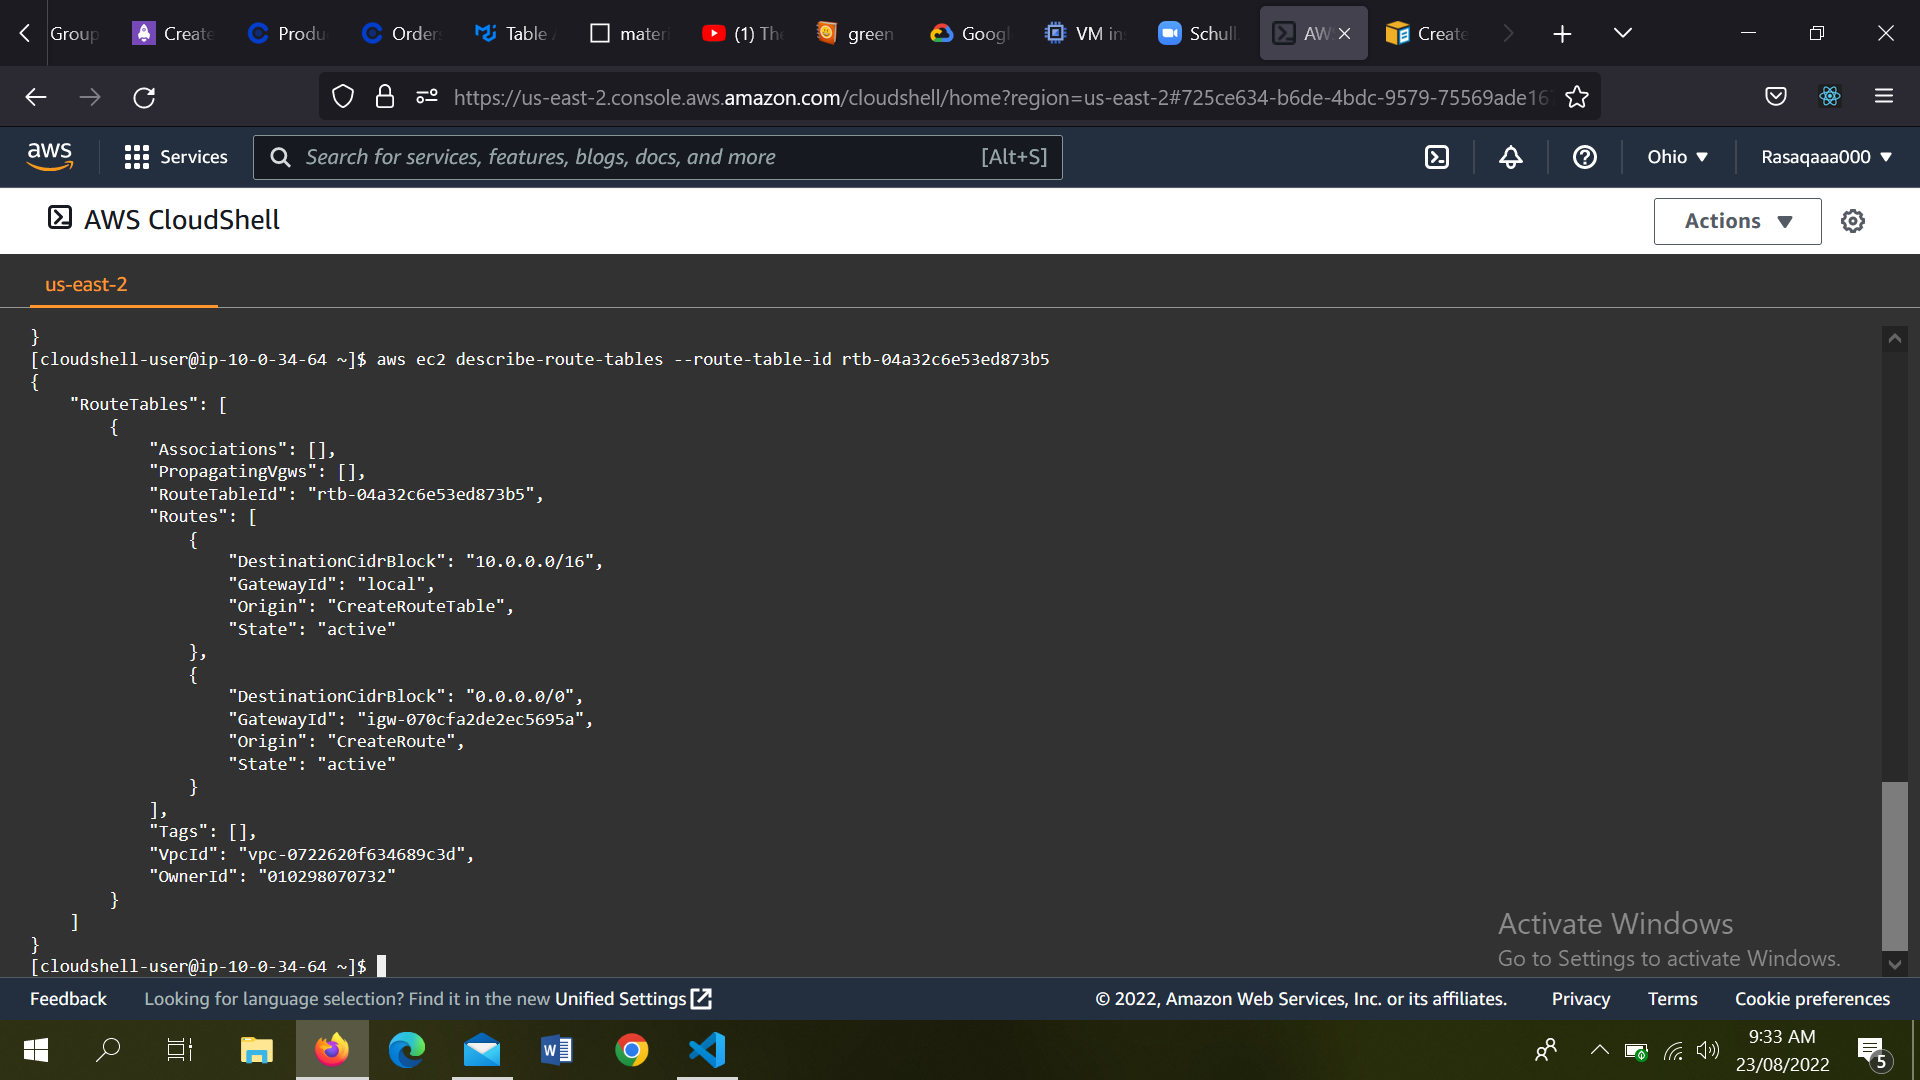 Group
Create
Produ
Order
Table
mater
(1) The
green
Googl
VM in
Schull
AW
Create
https://us-east-2.console.aws.amazon.com/cloudshell/home?region=us-east-2#725ce634-b6de-4bdc-9579-75569ade16
aws
Services
Search for services, features, blogs, docs, and more
[Alt+S]
Ohio
Rasaqaaa000
AWS CloudShell
Actions
us-east-2
}
[cloudshell-user@ip-10-0-34-64 ~]$ aws ec2 describe-route-tables --route-table-id rtb-04a32c6e53ed873b5
{
"RouteTables": [
{
"Associations": [],
"PropagatingVgws": [],
"RouteTableId": "rtb-04a32c6e53ed873b5",
"Routes": [
{
"DestinationCidrBlock": "10.0.0.0/16",
"GatewayId": "local",
"Origin": "CreateRouteTable",
"State": "active"
},
{
"DestinationCidrBlock": "0.0.0.0/0",
"GatewayId": "igw-070cfa2de2ec5695a",
"Origin": "CreateRoute",
"State": "active"
}
],
"Tags": [],
"VpcId": "vpc-0722620f634689c3d",
"OwnerId": "010298070732"
}
]
}
[cloudshell-user@ip-10-0-34-64 ~]$
Activate Windows
Go to Settings to activate Windows.
Feedback
Looking for language selection? Find it in the new Unified Settings
© 2022, Amazon Web Services, Inc. or its affiliates.
Privacy
Terms
Cookie preferences
9:33 AM
23/08/2022
5